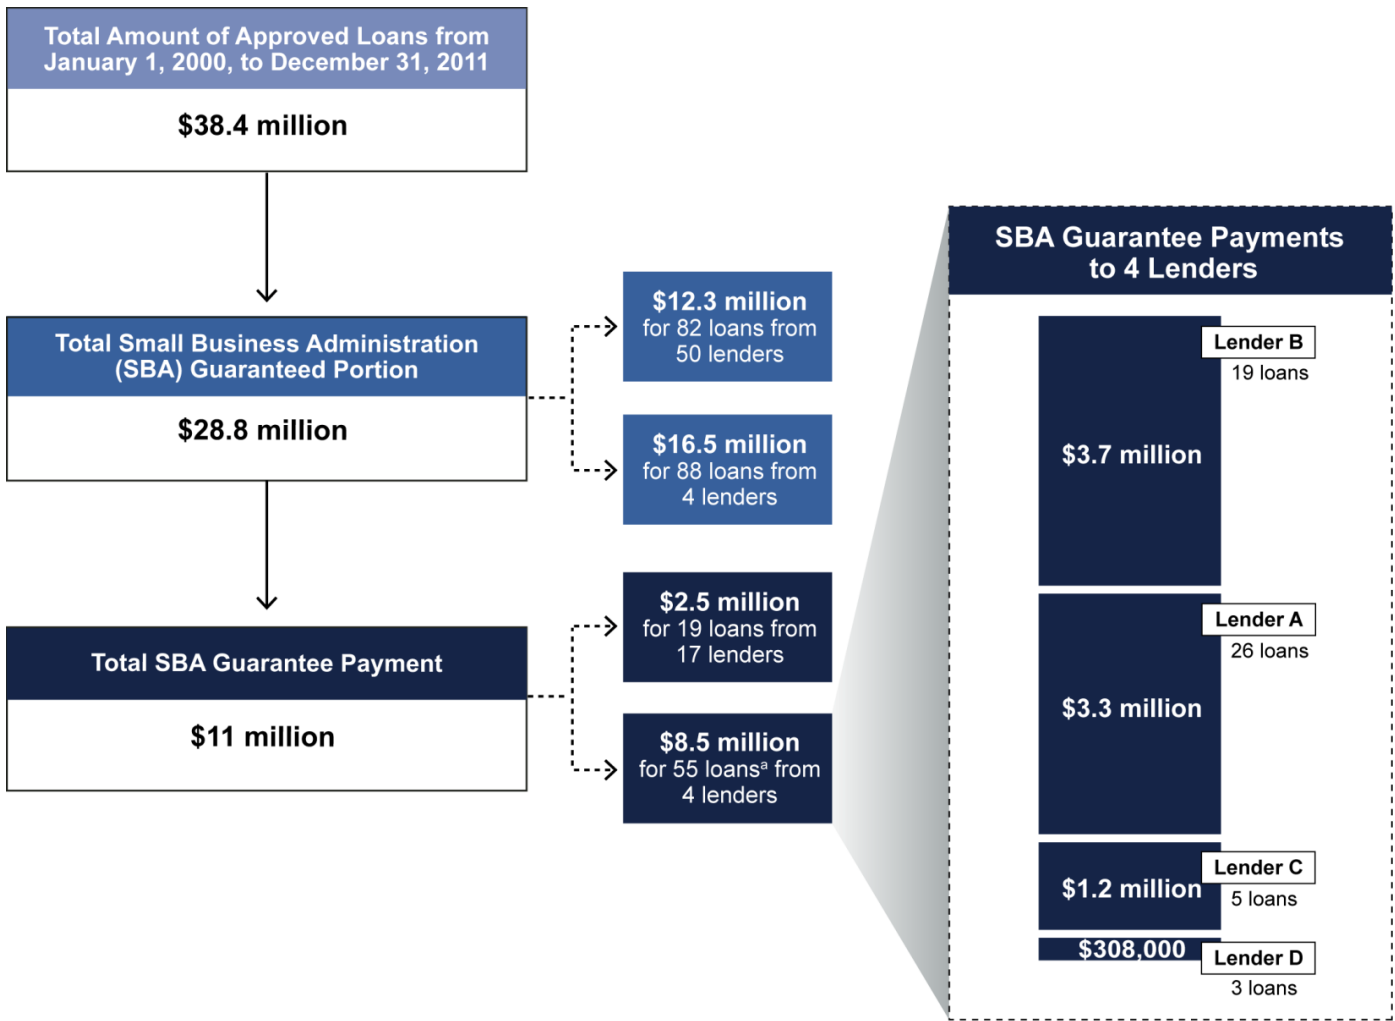 Total Amount of Approved Loans from
January 1, 2000, to December 31, 2011
$38.4 million
Total Small Business Administration
(SBA) Guaranteed Portion
$28.8 million
$12.3 million
for 82 loans from
50 lenders
$16.5 million
for 88 loans from
4 lenders
Total SBA Guarantee Payment
$11 million
$2.5 million
for 19 loans from
17 lenders
$8.5 million
for 55 loansᵃ from
4 lenders
SBA Guarantee Payments
to 4 Lenders
Lender B
19 loans
$3.7 million
Lender A
26 loans
$3.3 million
Lender C
5 loans
$1.2 million
Lender D
3 loans
$308,000